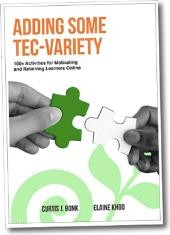 ADDING SOME
TEC-VARIETY
100+ Activities for Motivating
and Retaining Learners Online
CURTIS J. BONK ELAINE KHOO